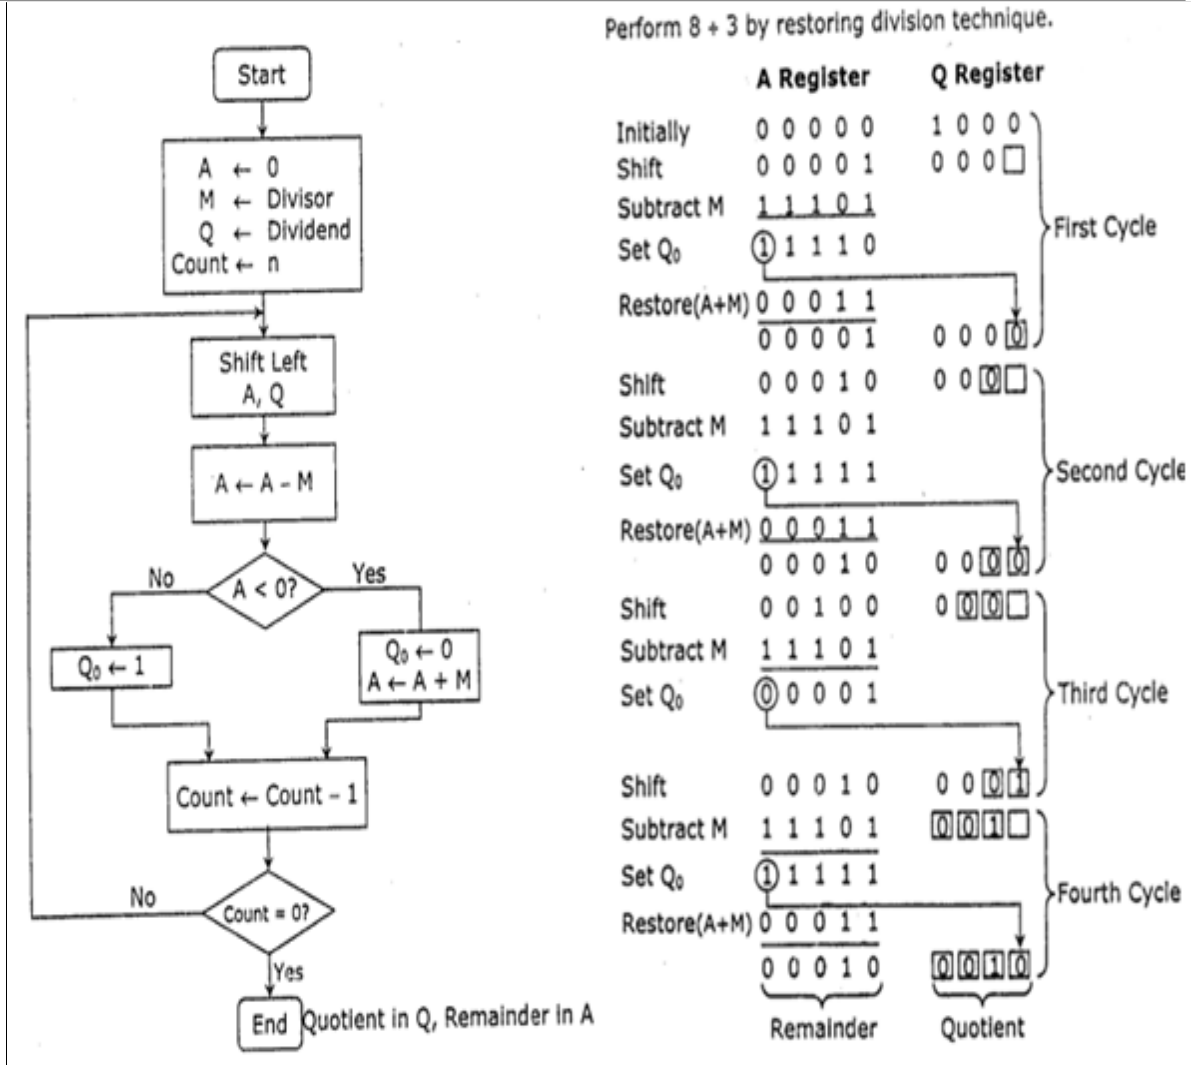 Start
A ← 0
M ← Divisor
Q ← Dividend
Count ← n
Shift Left
A, Q
A ← A – M
A < 0?
No
Yes
Q₀ ← 1
Q₀ ← 0
A ← A + M
Count ← Count – 1
No
Count = 0?
Yes
End
Quotient in Q, Remainder in A
Perform 8 ÷ 3 by restoring division technique.
A Register Q Register
Initially 0 0 0 0 0 1 0 0 0
Shift 0 0 0 0 1 0 0 0 □
Subtract M 1 1 1 0 1
Set Q₀ 1 1 1 1 0
First Cycle
Restore(A+M) 0 0 0 1 1
0 0 0 0 1 0 0 0 0
Shift 0 0 0 1 0 0 0 0 □
Subtract M 1 1 1 0 1
Set Q₀ 1 1 1 1 1
Second Cycle
Restore(A+M) 0 0 0 1 1
0 0 0 1 0 0 0 0 0
Shift 0 0 1 0 0 0 0 0 □
Subtract M 1 1 1 0 1
Set Q₀ 0 0 0 0 1
Third Cycle
Shift 0 0 0 1 0 0 0 0 1
Subtract M 1 1 1 0 1 0 0 1 □
Set Q₀ 1 1 1 1 1
Fourth Cycle
Restore(A+M) 0 0 0 1 1
0 0 0 1 0 0 0 1 0
Remainder Quotient